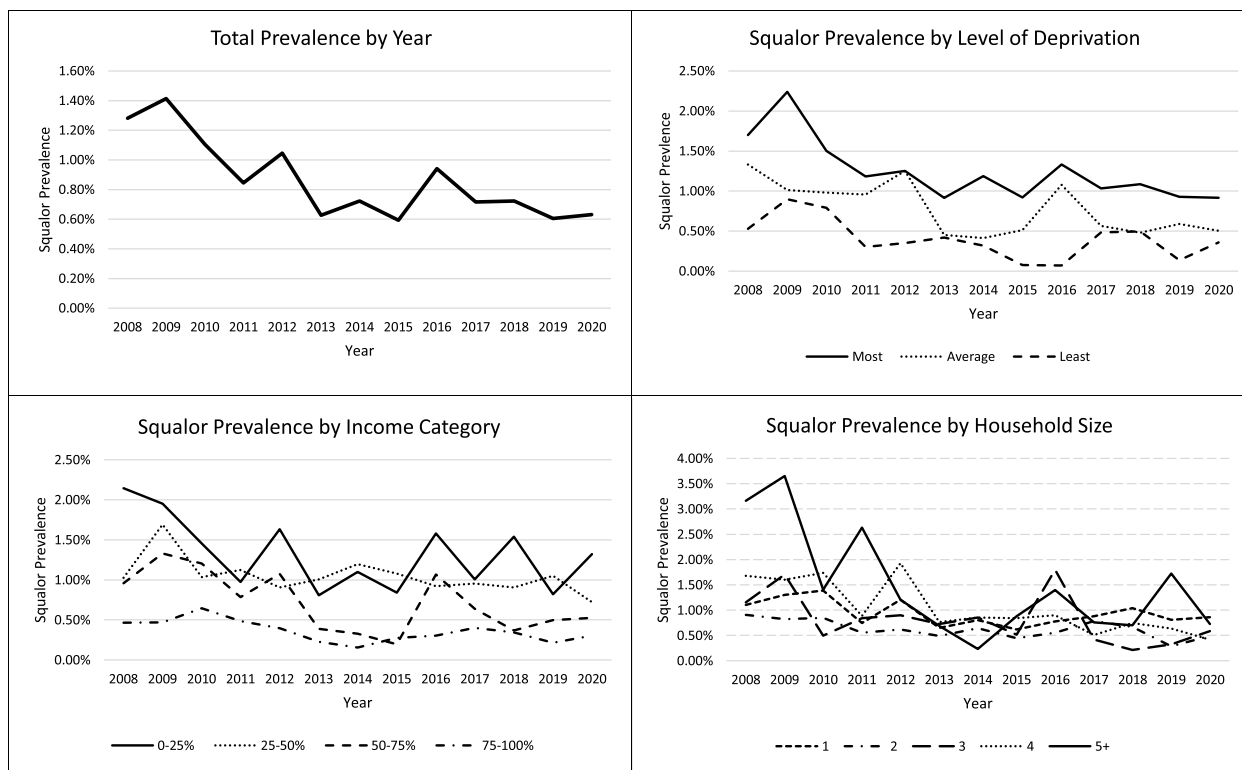 Total Prevalence by Year
1.60%
1.40%
1.20%
1.00%
0.80%
0.60%
0.40%
0.20%
0.00%
Squalor Prevalence
2008 2009 2010 2011 2012 2013 2014 2015 2016 2017 2018 2019 2020
Year
Squalor Prevalence by Level of Deprivation
2.50%
2.00%
1.50%
1.00%
0.50%
0.00%
Squalor Prevlence
2008 2009 2010 2011 2012 2013 2014 2015 2016 2017 2018 2019 2020
Year
Most Average Least
Squalor Prevalence by Income Category
2.50%
2.00%
1.50%
1.00%
0.50%
0.00%
Squalor Prevalence
2008 2009 2010 2011 2012 2013 2014 2015 2016 2017 2018 2019 2020
Year
0-25% 25-50% 50-75% 75-100%
Squalor Prevalence by Household Size
4.00%
3.50%
3.00%
2.50%
2.00%
1.50%
1.00%
0.50%
0.00%
Squalor Prevalence
2008 2009 2010 2011 2012 2013 2014 2015 2016 2017 2018 2019 2020
Year
1 2 3 4 5+